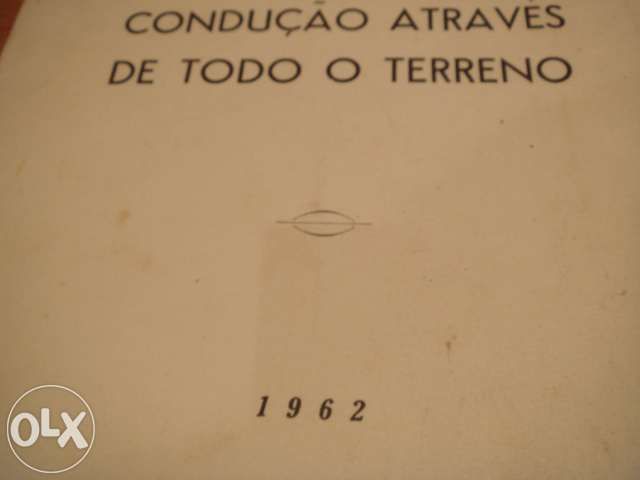 CONDUÇÃO ATRAVÉS
DE TODO O TERRENO
1962
OLX